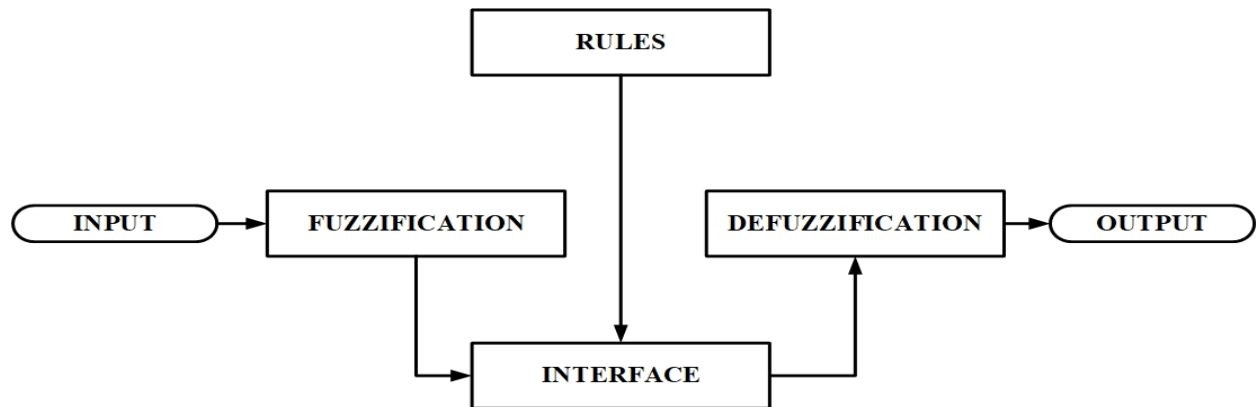 RULES
INPUT
FUZZIFICATION
DEFUZZIFICATION
OUTPUT
INTERFACE